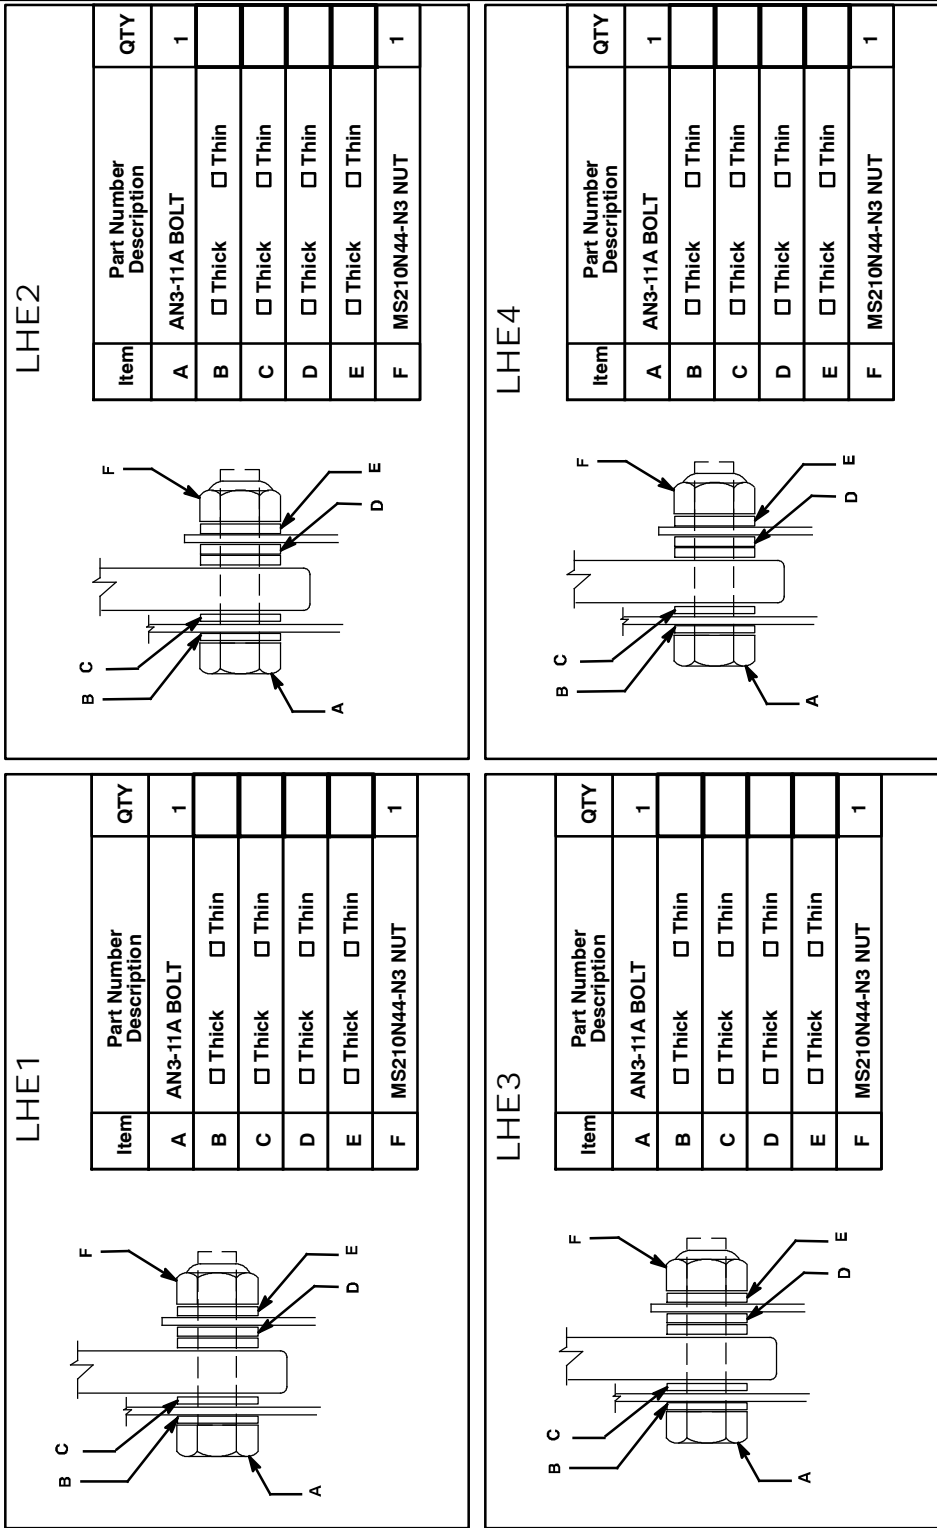 LHE1
Item Part Number Description QTY
A AN3-11A BOLT 1
B ☐ Thick ☐ Thin
C ☐ Thick ☐ Thin
D ☐ Thick ☐ Thin
E ☐ Thick ☐ Thin
F MS210N44-N3 NUT 1
A
B
C
D
E
F
LHE2
Item Part Number Description QTY
A AN3-11A BOLT 1
B ☐ Thick ☐ Thin
C ☐ Thick ☐ Thin
D ☐ Thick ☐ Thin
E ☐ Thick ☐ Thin
F MS210N44-N3 NUT 1
A
B
C
D
E
F
LHE3
Item Part Number Description QTY
A AN3-11A BOLT 1
B ☐ Thick ☐ Thin
C ☐ Thick ☐ Thin
D ☐ Thick ☐ Thin
E ☐ Thick ☐ Thin
F MS210N44-N3 NUT 1
A
B
C
D
E
F
LHE4
Item Part Number Description QTY
A AN3-11A BOLT 1
B ☐ Thick ☐ Thin
C ☐ Thick ☐ Thin
D ☐ Thick ☐ Thin
E ☐ Thick ☐ Thin
F MS210N44-N3 NUT 1
A
B
C
D
E
F